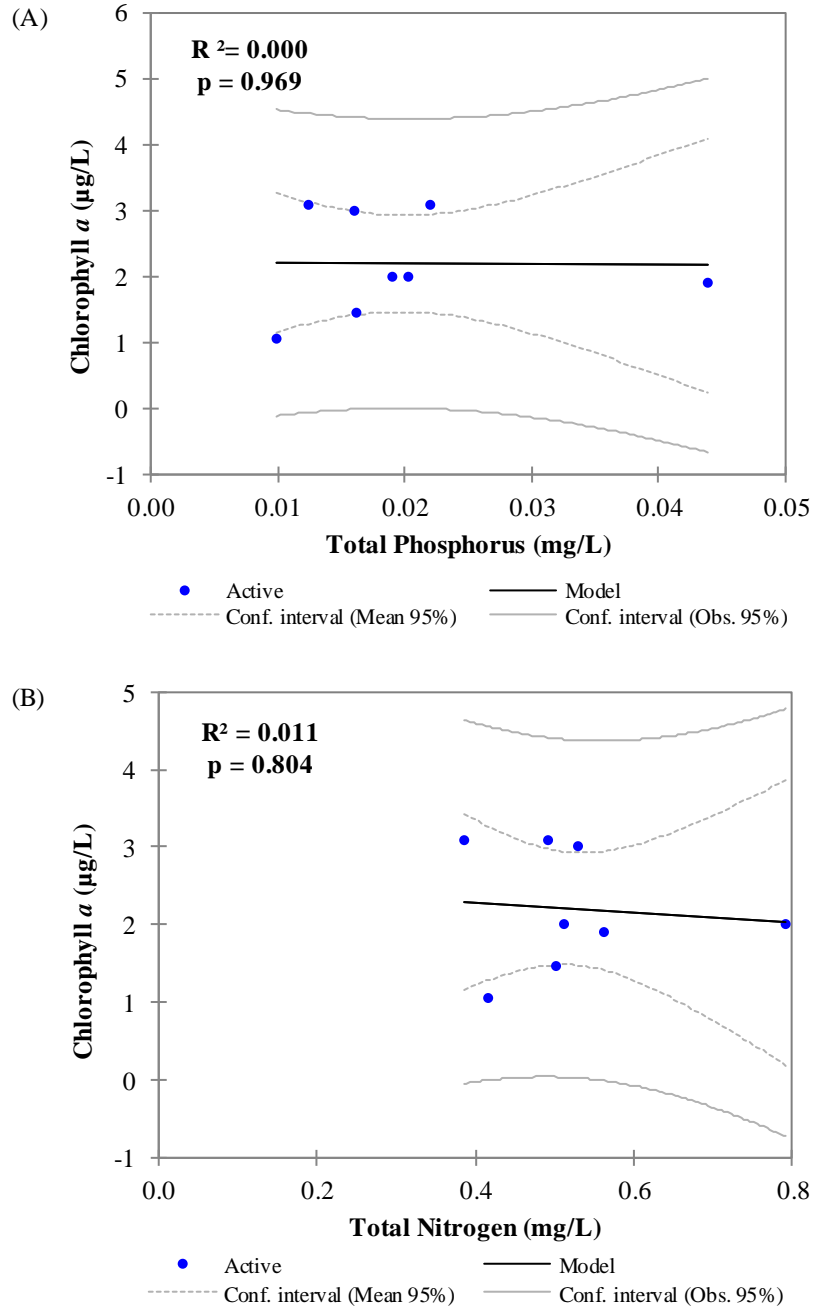 (A)
R ²= 0.000
p = 0.969
Chlorophyll a (µg/L)
6
5
4
3
2
1
0
-1
0.00 0.01 0.02 0.03 0.04 0.05
Total Phosphorus (mg/L)
Active Model
Conf. interval (Mean 95%) Conf. interval (Obs. 95%)
(B)
R² = 0.011
p = 0.804
Chlorophyll a (µg/L)
5
4
3
2
1
0
-1
0.0 0.2 0.4 0.6 0.8
Total Nitrogen (mg/L)
Active Model
Conf. interval (Mean 95%) Conf. interval (Obs. 95%)